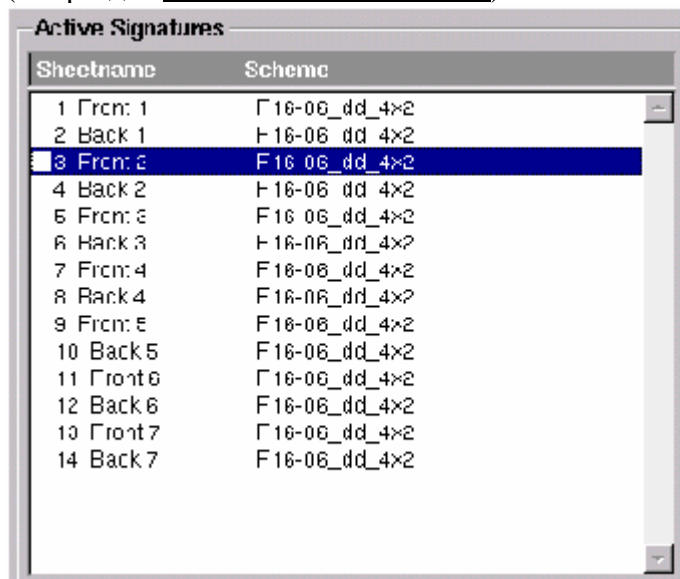 Active Signatures
Sheetname Scheme
1 Front 1 F16-06_dd_4x2
2 Back 1 F16-06_dd_4x2
3 Front 2 F16-06_dd_4x2
4 Back 2 F16-06_dd_4x2
5 Front 3 F16-06_dd_4x2
6 Back 3 F16-06_dd_4x2
7 Front 4 F16-06_dd_4x2
8 Back 4 F16-06_dd_4x2
9 Front 5 F16-06_dd_4x2
10 Back 5 F16-06_dd_4x2
11 Front 6 F16-06_dd_4x2
12 Back 6 F16-06_dd_4x2
13 Front 7 F16-06_dd_4x2
14 Back 7 F16-06_dd_4x2